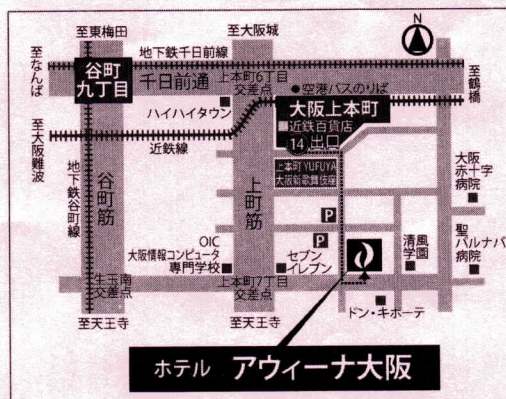 至東梅田
至大阪城
N
地下鉄千日前線
至なんば
谷町
九丁目
千日前通
上本町6丁目
交差点
●空港バスのりば
至鶴橋
ハイハイタウン
大阪上本町
近鉄百貨店
14 出口
至大阪難波
近鉄線
上本町YUFURA
大阪新歌舞伎座
大阪
赤十字
病院
地下鉄谷町線
谷町筋
上町筋
P
P
OIC
大阪情報コンピュータ
専門学校
セブン
イレブン
清風
学園
聖
バルナバ
病院
生玉南
交差点
上本町7丁目
交差点
ドン・キホーテ
至天王寺
至天王寺
ホテル アウィーナ大阪